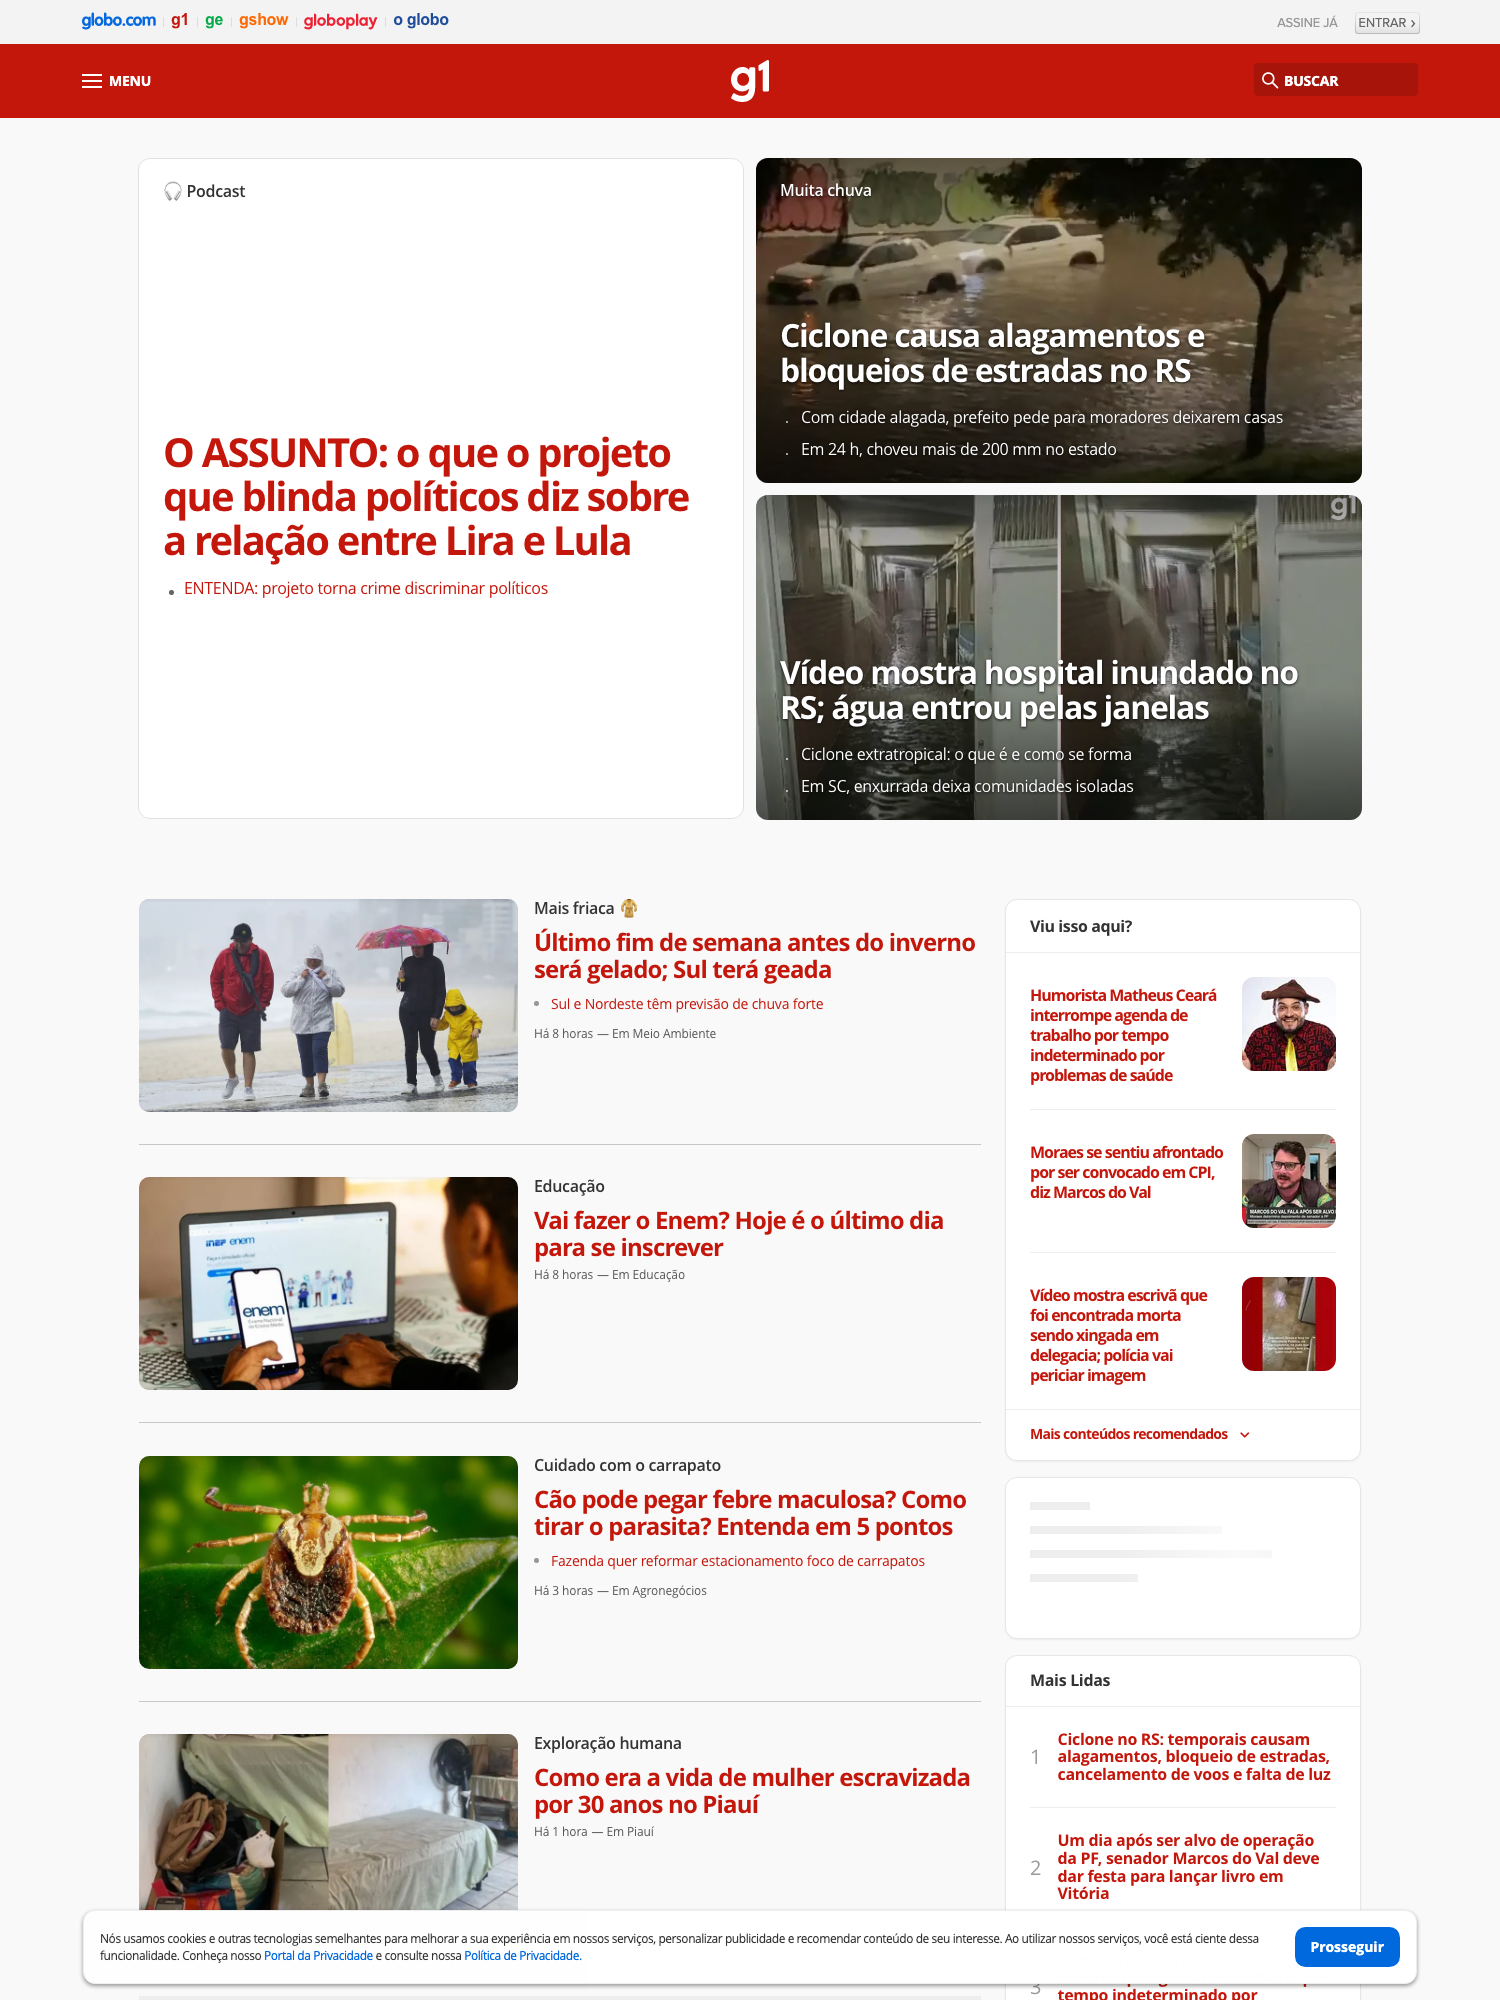 globo.com g1 ge gshow globoplay o globo
ASSINE JÁ ENTRAR ›
MENU
g1
BUSCAR
🎧 Podcast
O ASSUNTO: o que o projeto
que blinda políticos diz sobre
a relação entre Lira e Lula
• ENTENDA: projeto torna crime discriminar políticos
Muita chuva
Ciclone causa alagamentos e
bloqueios de estradas no RS
. Com cidade alagada, prefeito pede para moradores deixarem casas
. Em 24 h, choveu mais de 200 mm no estado
g1
Vídeo mostra hospital inundado no
RS; água entrou pelas janelas
. Ciclone extratropical: o que é e como se forma
. Em SC, enxurrada deixa comunidades isoladas
Mais friaca 🧥
Último fim de semana antes do inverno
será gelado; Sul terá geada
• Sul e Nordeste têm previsão de chuva forte
Há 8 horas — Em Meio Ambiente
inep enem
enem
Educação
Vai fazer o Enem? Hoje é o último dia
para se inscrever
Há 8 horas — Em Educação
Cuidado com o carrapato
Cão pode pegar febre maculosa? Como
tirar o parasita? Entenda em 5 pontos
• Fazenda quer reformar estacionamento foco de carrapatos
Há 3 horas — Em Agronegócios
Exploração humana
Como era a vida de mulher escravizada
por 30 anos no Piauí
Há 1 hora — Em Piauí
Viu isso aqui?
Humorista Matheus Ceará
interrompe agenda de
trabalho por tempo
indeterminado por
problemas de saúde
Moraes se sentiu afrontado
por ser convocado em CPI,
diz Marcos do Val
MARCOS DO VAL FALA APÓS SER ALVO
Vídeo mostra escrivã que
foi encontrada morta
sendo xingada em
delegacia; polícia vai
periciar imagem
Mais conteúdos recomendados
Mais Lidas
1
Ciclone no RS: temporais causam
alagamentos, bloqueio de estradas,
cancelamento de voos e falta de luz
2
Um dia após ser alvo de operação
da PF, senador Marcos do Val deve
dar festa para lançar livro em
Vitória
3
tempo indeterminado por
Nós usamos cookies e outras tecnologias semelhantes para melhorar a sua experiência em nossos serviços, personalizar publicidade e recomendar conteúdo de seu interesse. Ao utilizar nossos serviços, você está ciente dessa
funcionalidade. Conheça nosso Portal da Privacidade e consulte nossa Política de Privacidade.
Prosseguir